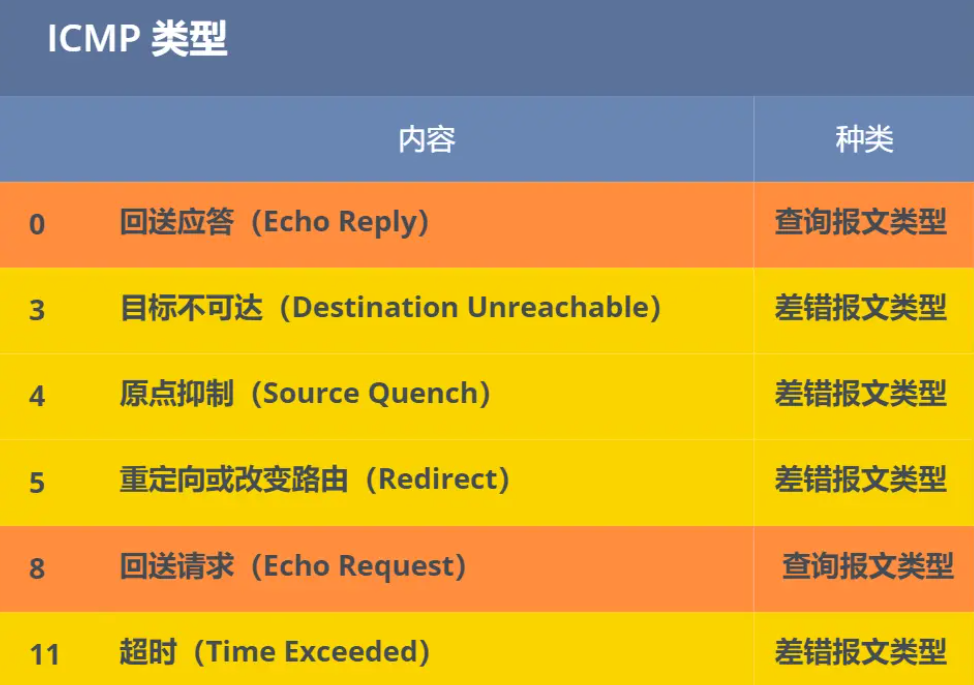 ICMP 类型
内容 种类
0 回送应答（Echo Reply） 查询报文类型
3 目标不可达（Destination Unreachable） 差错报文类型
4 原点抑制（Source Quench） 差错报文类型
5 重定向或改变路由（Redirect） 差错报文类型
8 回送请求（Echo Request） 查询报文类型
11 超时（Time Exceeded） 差错报文类型